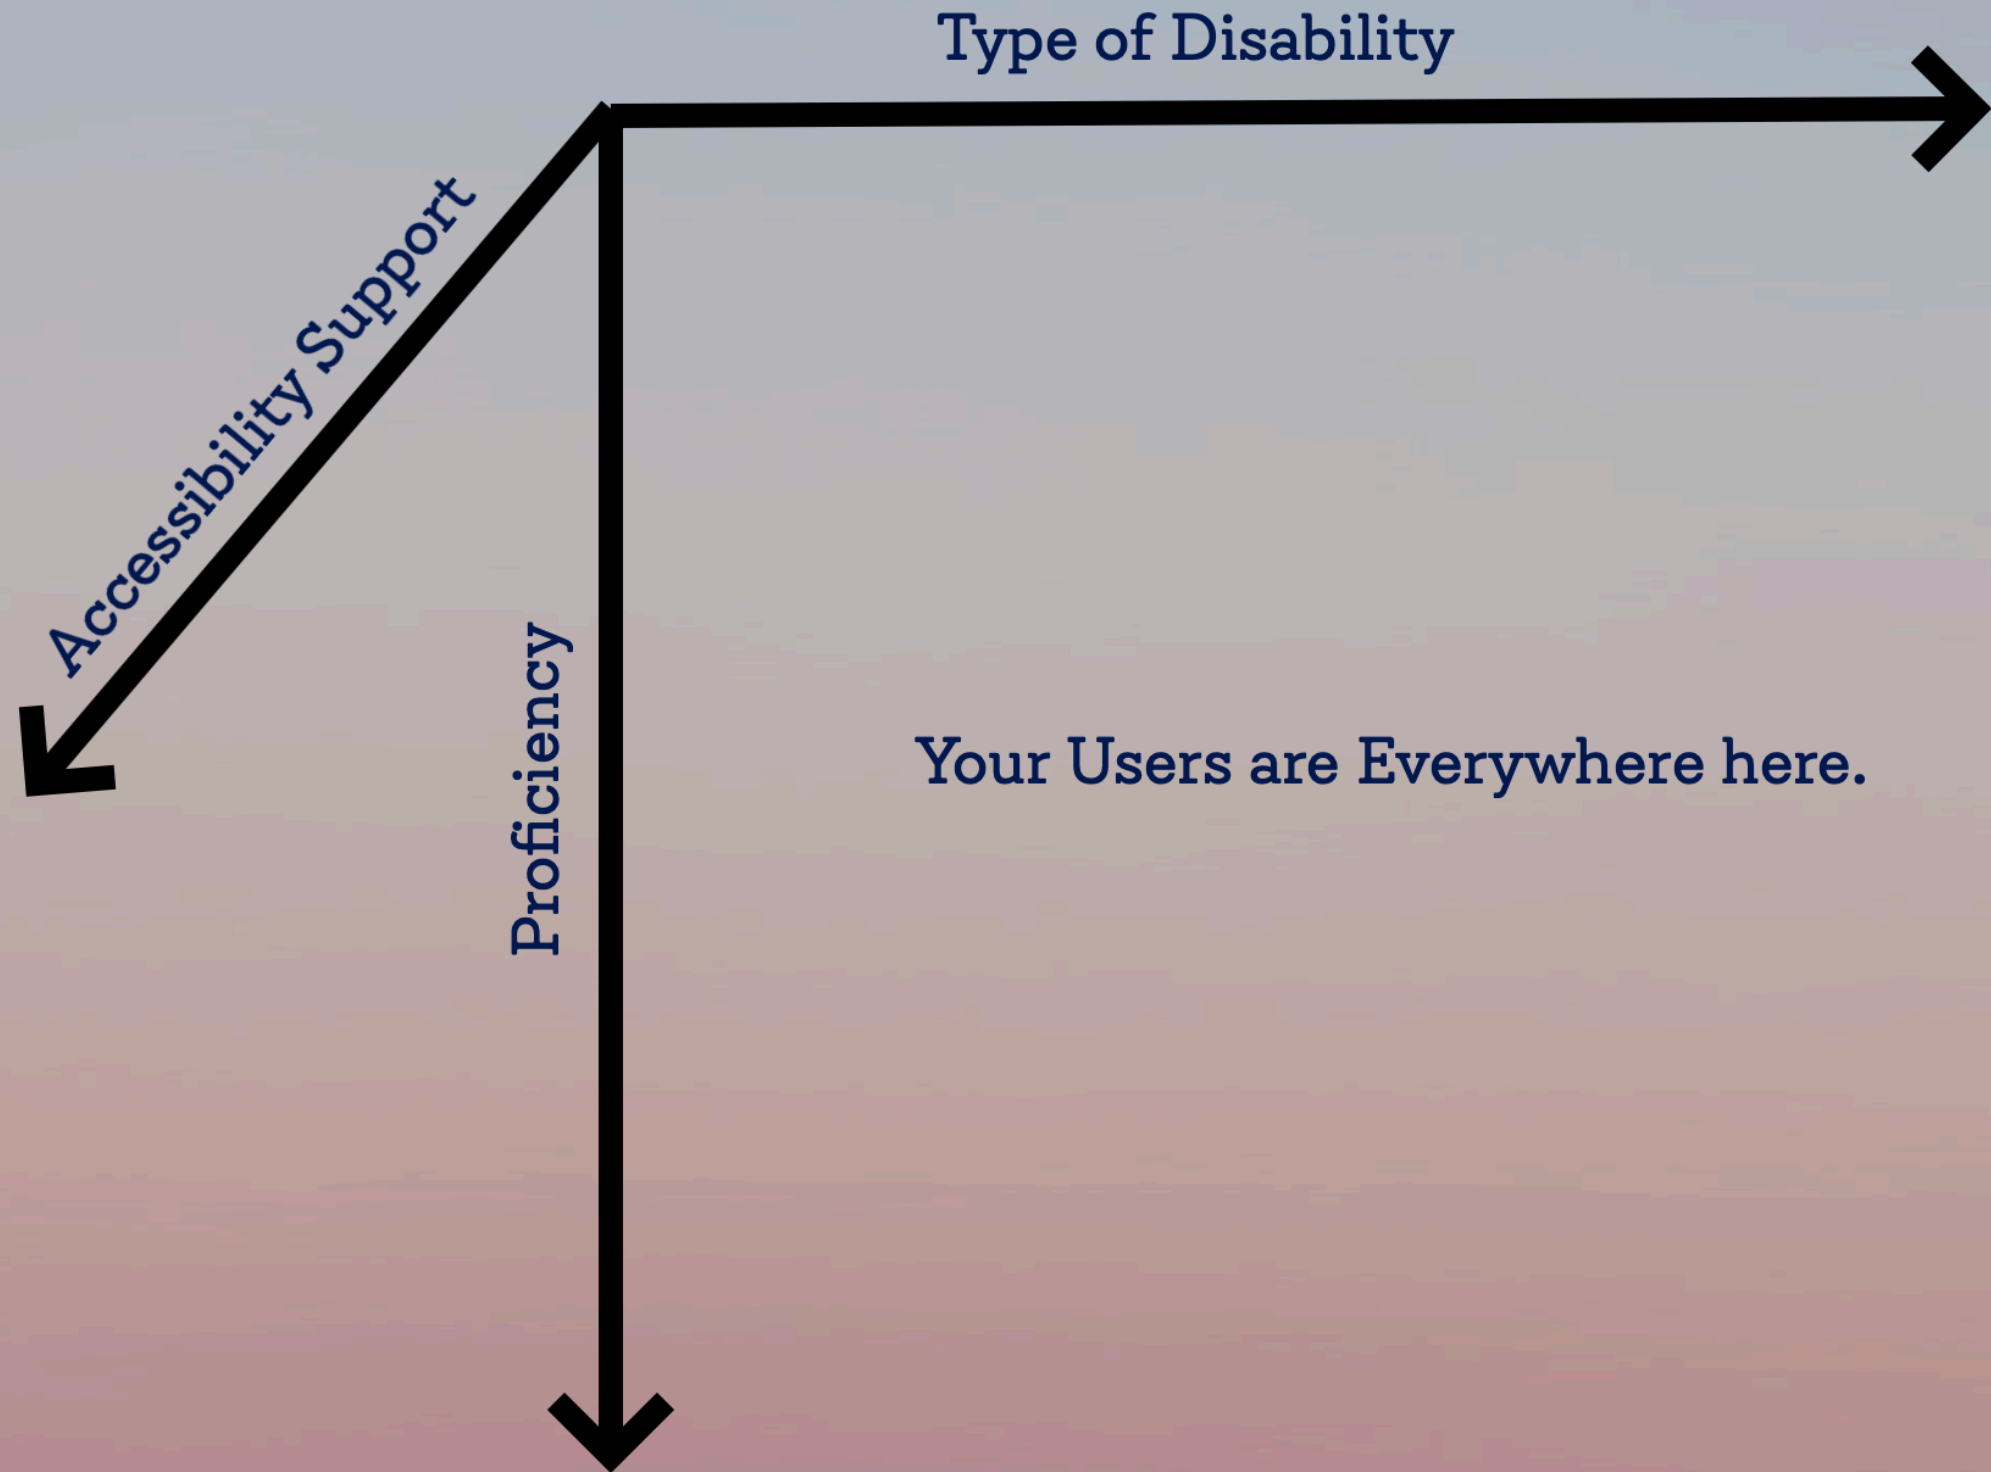 Type of Disability
Accessibility Support
Proficiency
Your Users are Everywhere here.